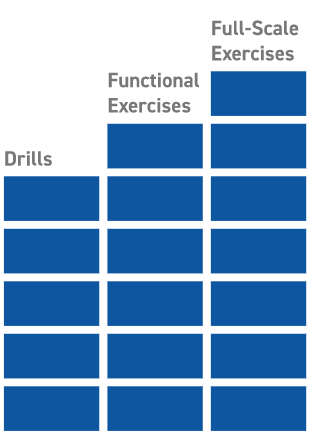 Full-Scale
Exercises
Functional
Exercises
Drills